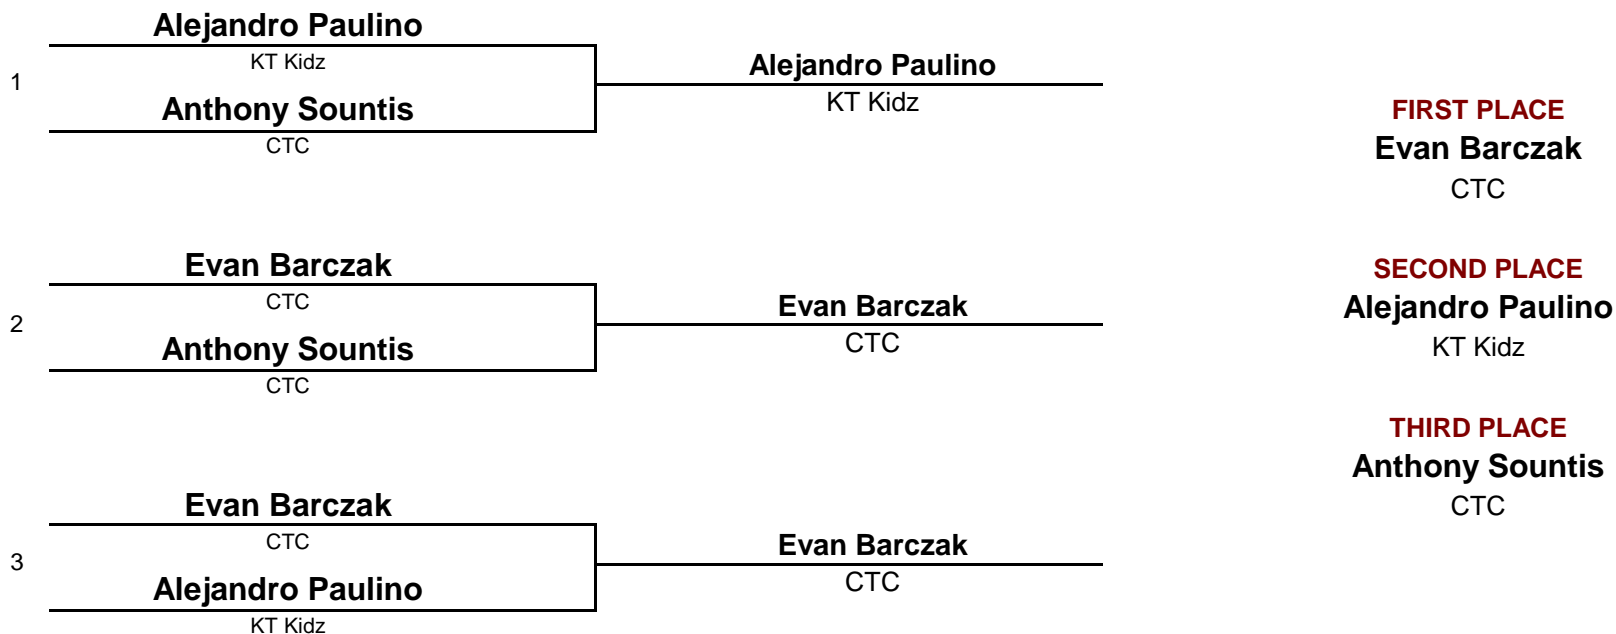 Alejandro Paulino
KT Kidz
1
Anthony Sountis
CTC
Alejandro Paulino
KT Kidz
Evan Barczak
CTC
2
Anthony Sountis
CTC
Evan Barczak
CTC
Evan Barczak
CTC
3
Alejandro Paulino
KT Kidz
Evan Barczak
CTC
FIRST PLACE
Evan Barczak
CTC
SECOND PLACE
Alejandro Paulino
KT Kidz
THIRD PLACE
Anthony Sountis
CTC